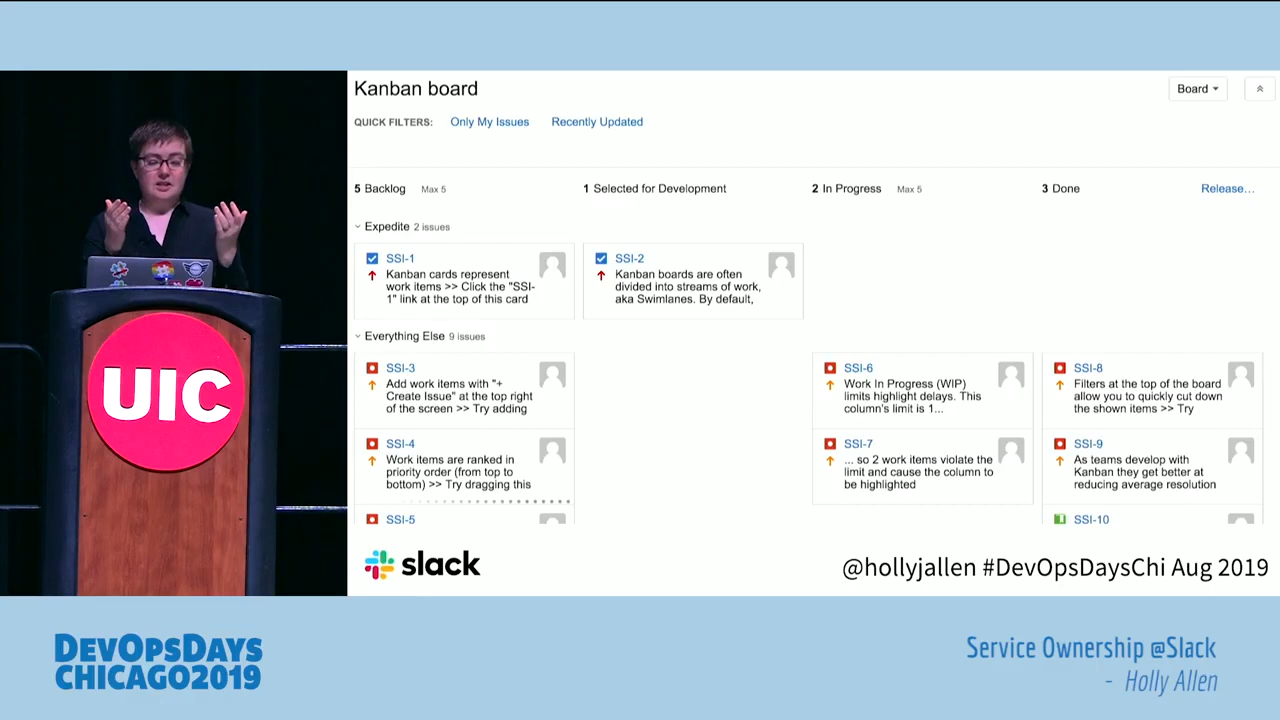 Kanban board
Board
QUICK FILTERS: Only My Issues Recently Updated
5 Backlog Max 5
1 Selected for Development
2 In Progress Max 5
3 Done
Release...
Expedite 2 issues
SSI-1
Kanban cards represent
work items >> Click the "SSI-
1" link at the top of this card
SSI-2
Kanban boards are often
divided into streams of work,
aka Swimlanes. By default,
Everything Else 9 issues
SSI-3
Add work items with "+
Create Issue" at the top right
of the screen >> Try adding
SSI-4
Work items are ranked in
priority order (from top to
bottom) >> Try dragging this
SSI-5
SSI-6
Work In Progress (WIP)
limits highlight delays. This
column's limit is 1...
SSI-7
... so 2 work items violate the
limit and cause the column to
be highlighted
SSI-8
Filters at the top of the board
allow you to quickly cut down
the shown items >> Try
SSI-9
As teams develop with
Kanban they get better at
reducing average resolution
SSI-10
UIC
slack
@hollyjallen #DevOpsDaysChi Aug 2019
DEVOPSDAYS
CHICAGO2019
Service Ownership @Slack
- Holly Allen